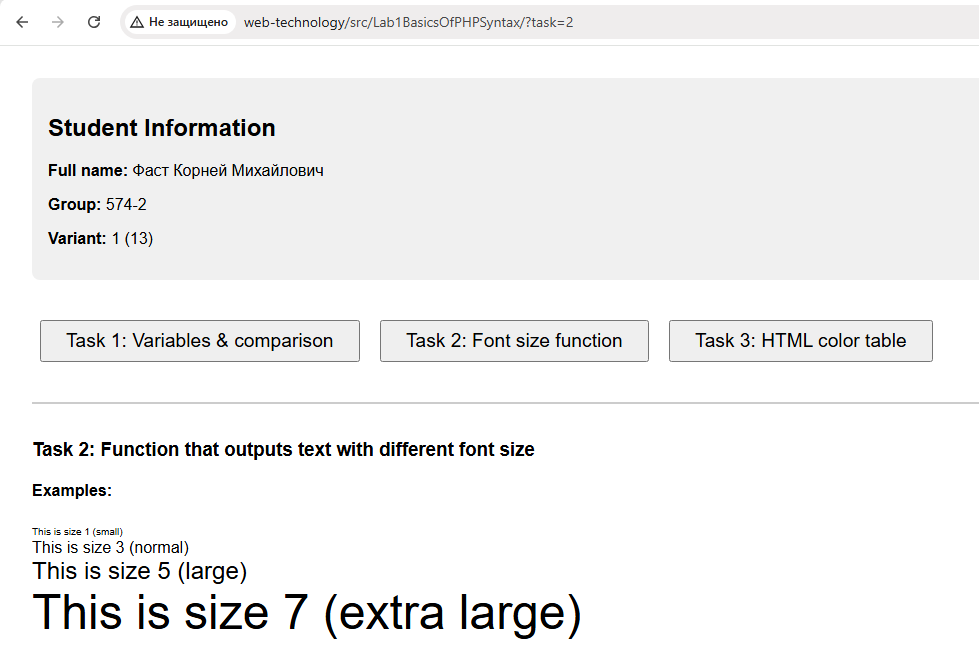 Не защищено web-technology/src/Lab1BasicsOfPHPSyntax/?task=2
Student Information
Full name: Фаст Корней Михайлович
Group: 574-2
Variant: 1 (13)
Task 1: Variables & comparison Task 2: Font size function Task 3: HTML color table
Task 2: Function that outputs text with different font size
Examples:
This is size 1 (small)
This is size 3 (normal)
This is size 5 (large)
This is size 7 (extra large)